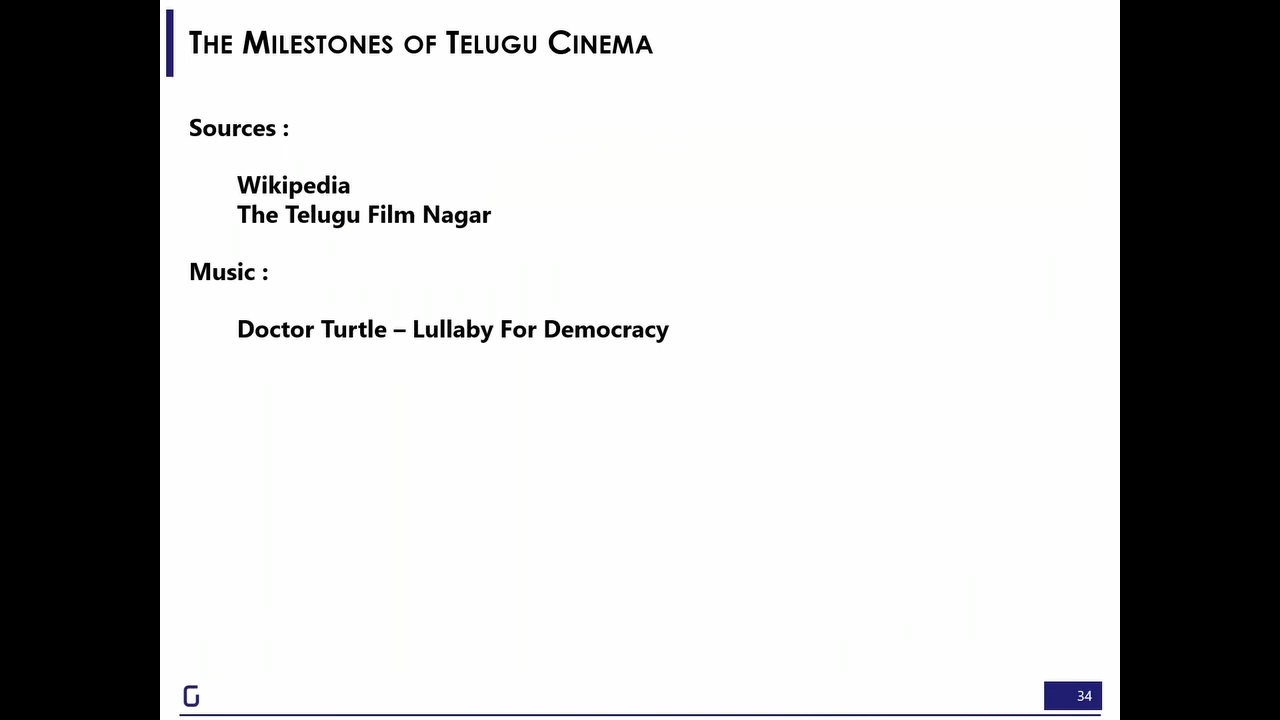 THE MILESTONES OF TELUGU CINEMA
Sources :
Wikipedia
The Telugu Film Nagar
Music :
Doctor Turtle – Lullaby For Democracy
G
34